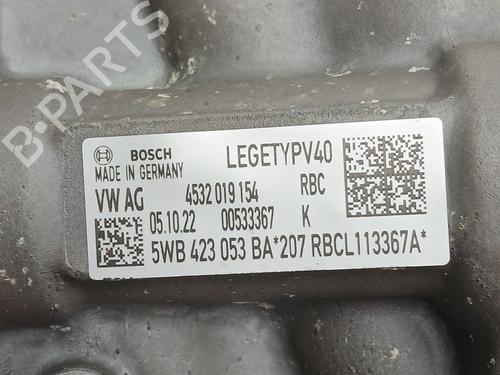 B-PARTS
BOSCH LEGETYPV40
MADE IN GERMANY
VW AG 4532 019 154 RBC
05.10.22 00533367 K
5WB 423 053 BA*207 RBCL113367A*